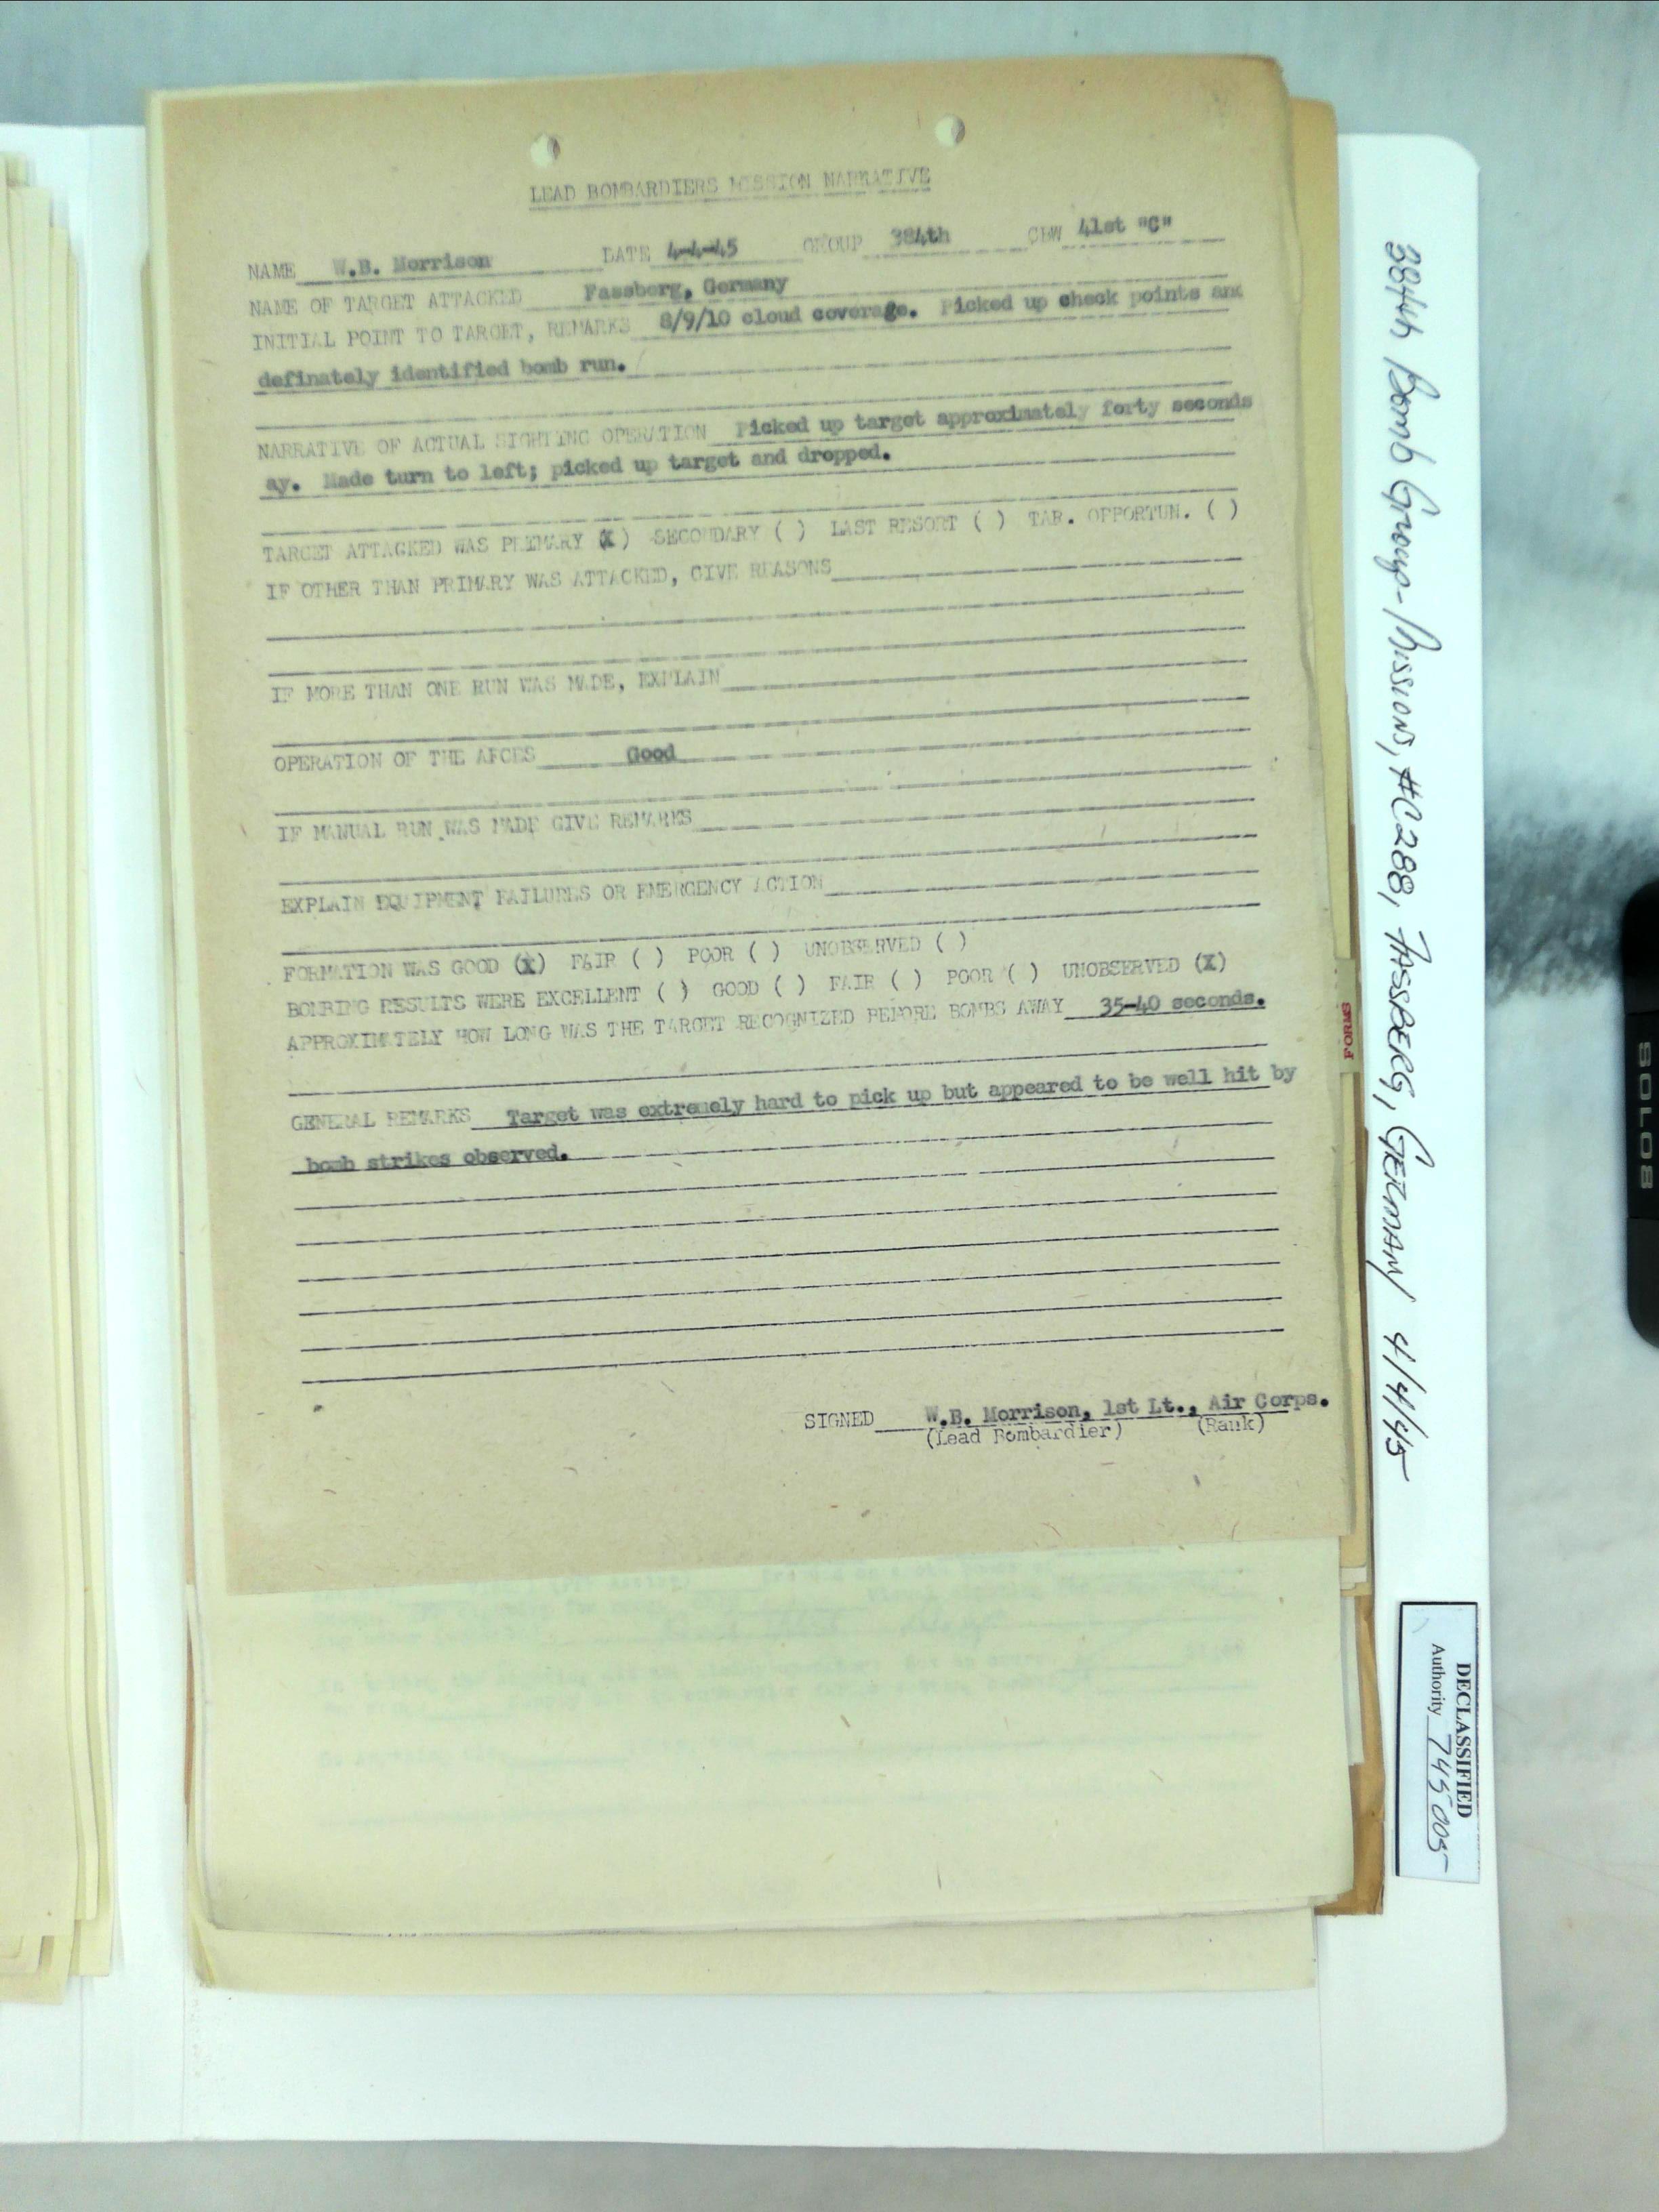 LEAD BOMBARDIERS MISSION NARRATIVE
NAME W.B. Morrison DATE 4-4-45 GROUP 384th CBW 41st "C"
NAME OF TARGET ATTACKED Fassberg, Germany
INITIAL POINT TO TARGET, REMARKS 8/9/10 cloud coverage. Picked up check points and
definately identified bomb run.
NARRATIVE OF ACTUAL SIGHTING OPERATION Picked up target approximately forty seconds
ay. Made turn to left; picked up target and dropped.
TARGET ATTACKED WAS PRIMARY (X) SECONDARY ( ) LAST RESORT ( ) TAR. OPPORTUN. ( )
IF OTHER THAN PRIMARY WAS ATTACKED, GIVE REASONS
IF MORE THAN ONE RUN WAS MADE, EXPLAIN
OPERATION OF THE AFCES Good
IF MANUAL RUN WAS MADE GIVE REMARKS
EXPLAIN EQUIPMENT FAILURES OR EMERGENCY ACTION
FORMATION WAS GOOD (X) FAIR ( ) POOR ( ) UNOBSERVED ( )
BOMBING RESULTS WERE EXCELLENT ( ) GOOD ( ) FAIR ( ) POOR ( ) UNOBSERVED (X)
APPROXIMATELY HOW LONG WAS THE TARGET RECOGNIZED BEFORE BOMBS AWAY 35-40 seconds.
GENERAL REMARKS Target was extremely hard to pick up but appeared to be well hit by
bomb strikes observed.
SIGNED W.B. Morrison, 1st Lt., Air Corps.
(Lead Bombardier) (Rank)
384th Bomb Group-Missions, #C288, FASSBERG, GERMANY 4/4/45
FORMS
DECLASSIFIED
Authority 745005
SOLOS